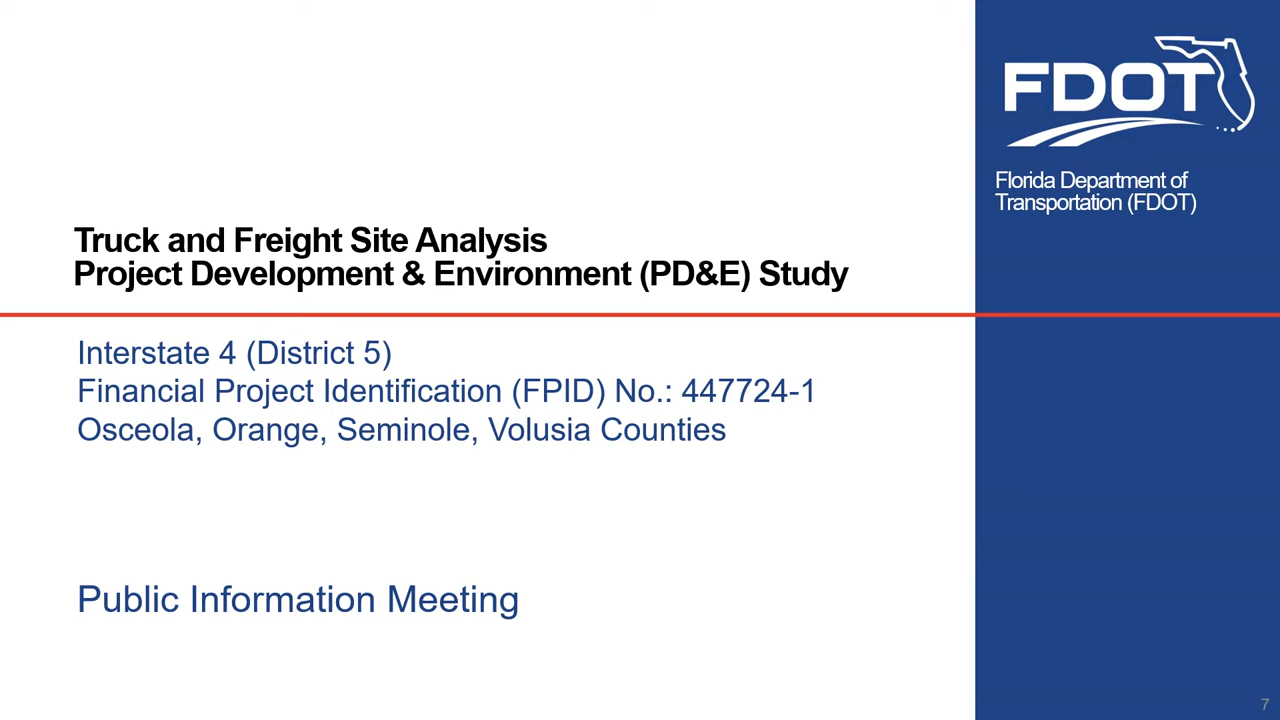 FDOT
Florida Department of
Transportation (FDOT)
Truck and Freight Site Analysis
Project Development & Environment (PD&E) Study
Interstate 4 (District 5)
Financial Project Identification (FPID) No.: 447724-1
Osceola, Orange, Seminole, Volusia Counties
Public Information Meeting
7